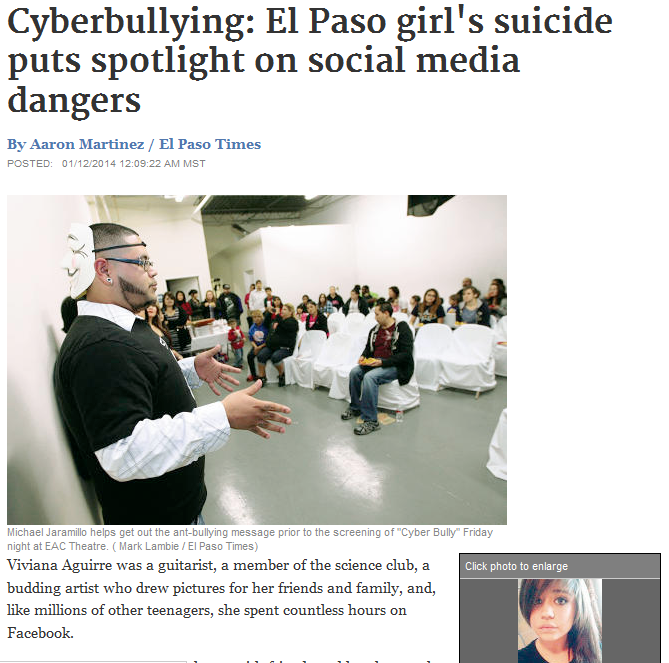 Cyberbullying: El Paso girl's suicide
puts spotlight on social media
dangers
By Aaron Martinez / El Paso Times
POSTED: 01/12/2014 12:09:22 AM MST
Michael Jaramillo helps get out the ant-bullying message prior to the screening of "Cyber Bully" Friday
night at EAC Theatre. ( Mark Lambie / El Paso Times)
Viviana Aguirre was a guitarist, a member of the science club, a
budding artist who drew pictures for her friends and family, and,
like millions of other teenagers, she spent countless hours on
Facebook.
Click photo to enlarge